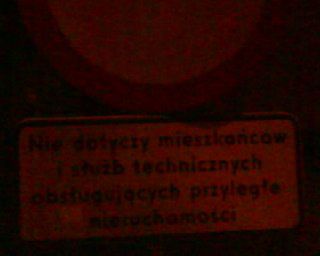 Nie dotyczy mieszkańców
i służb technicznych
obsługujących przyległe
nieruchomości